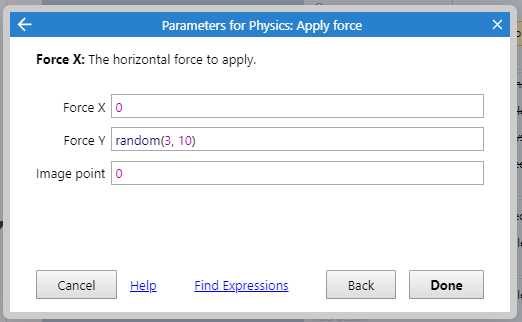 Parameters for Physics: Apply force
Force X: The horizontal force to apply.
Force X 0
Force Y random(3, 10)
Image point 0
Cancel Help Find Expressions Back Done